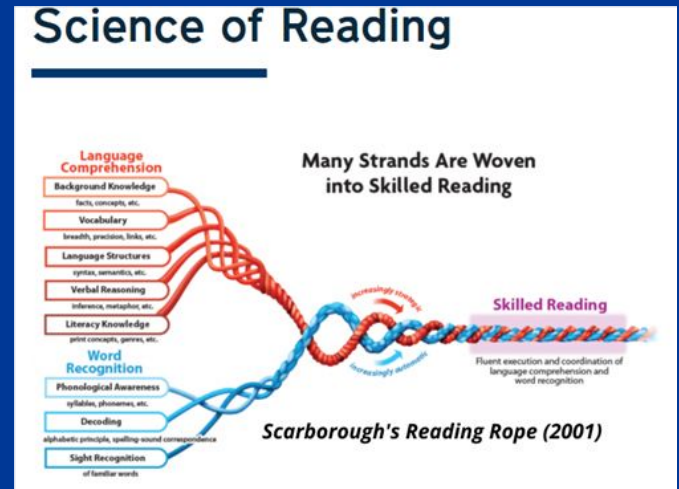 Science of Reading
Many Strands Are Woven
into Skilled Reading
Language
Comprehension
Background Knowledge
facts, concepts, etc.
Vocabulary
breadth, precision, links, etc.
Language Structures
syntax, semantics, etc.
Verbal Reasoning
inference, metaphor, etc.
Literacy Knowledge
print concepts, genres, etc.
Word
Recognition
Phonological Awareness
syllables, phonemes, etc.
Decoding
alphabetic principle, spelling-sound correspondence
Sight Recognition
of familiar words
increasingly strategic
increasingly automatic
Skilled Reading
Fluent execution and coordination of
language comprehension and
word recognition
Scarborough's Reading Rope (2001)